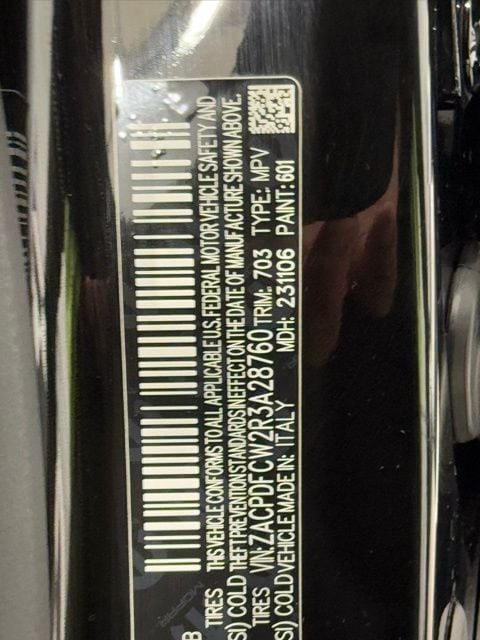 B TIRES THIS VEHICLE CONFORMS TO ALL APPLICABLE U.S. FEDERAL MOTOR VEHICLE SAFETY AND
SI) COLD THEFT PREVENTION STANDARDS IN EFFECT ON THE DATE OF MANUFACTURE SHOWN ABOVE.
TIRES VIN: ZACPDFCW2R3A28760 TRIM: 703 TYPE: MPV
SI) COLD VEHICLE MADE IN: ITALY MDH: 231106 PAINT: 601